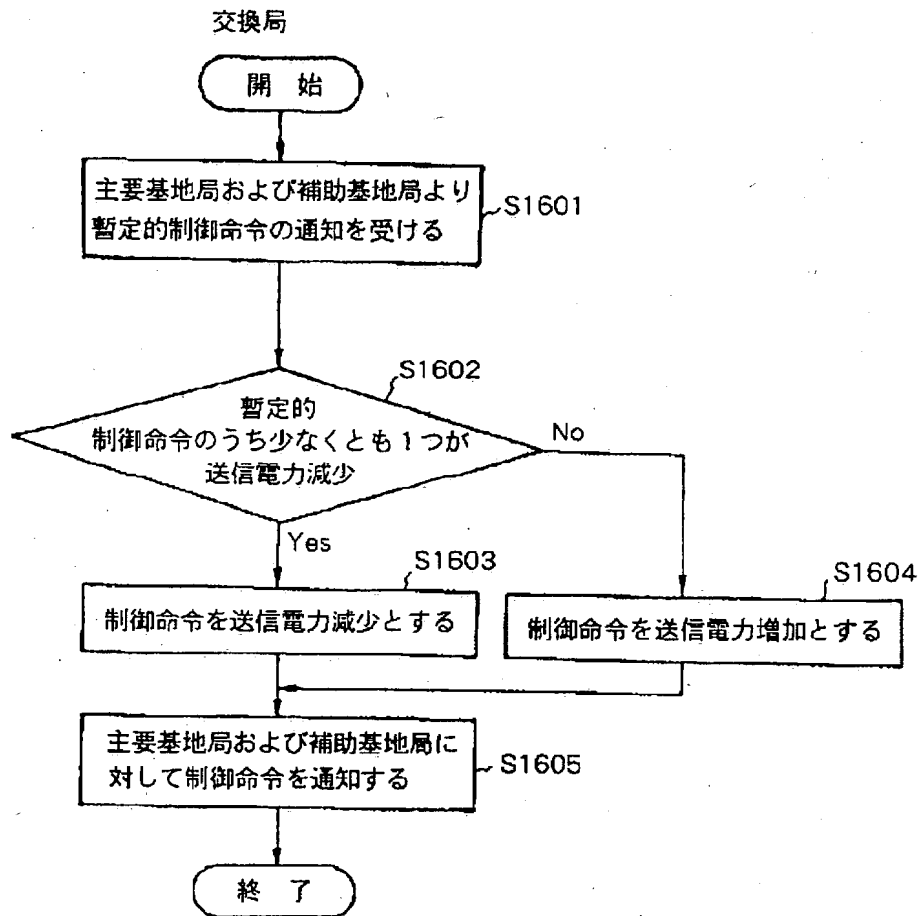 交換局
開 始
主要基地局および補助基地局より
暫定的制御命令の通知を受ける
S1601
S1602
暫定的
制御命令のうち少なくとも1つが
送信電力減少
No
Yes
S1603
制御命令を送信電力減少とする
S1604
制御命令を送信電力増加とする
主要基地局および補助基地局に
対して制御命令を通知する
S1605
終 了